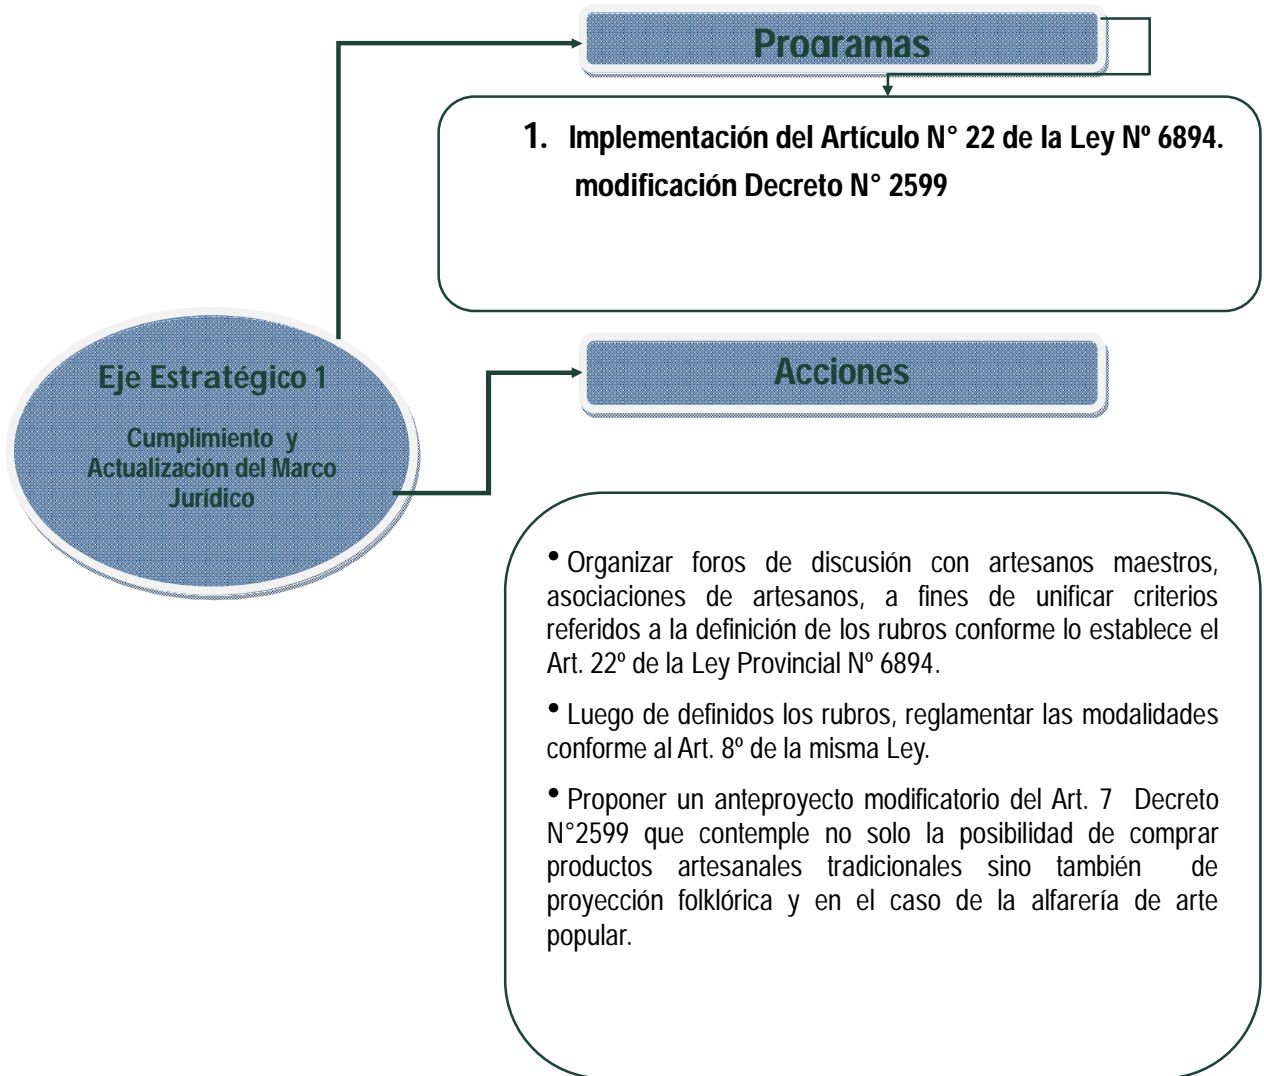 Programas
1. Implementación del Artículo N° 22 de la Ley Nº 6894.
modificación Decreto N° 2599
Eje Estratégico 1
Cumplimiento y
Actualización del Marco
Jurídico
Acciones
• Organizar foros de discusión con artesanos maestros,
asociaciones de artesanos, a fines de unificar criterios
referidos a la definición de los rubros conforme lo establece el
Art. 22º de la Ley Provincial Nº 6894.
• Luego de definidos los rubros, reglamentar las modalidades
conforme al Art. 8º de la misma Ley.
• Proponer un anteproyecto modificatorio del Art. 7 Decreto
N°2599 que contemple no solo la posibilidad de comprar
productos artesanales tradicionales sino también de
proyección folklórica y en el caso de la alfarería de arte
popular.